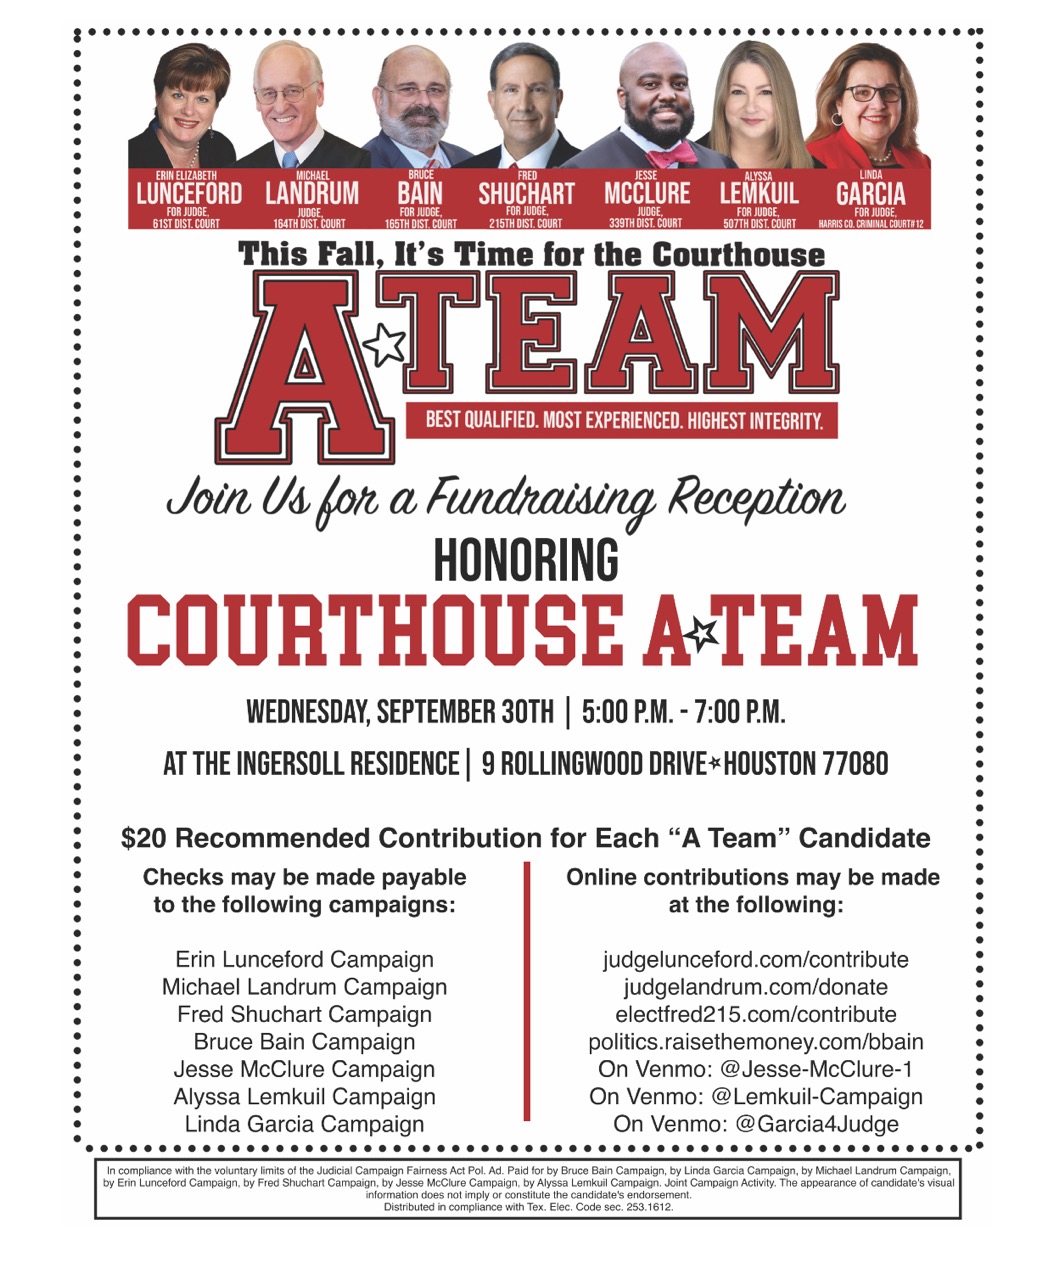 ERIN ELIZABETH
LUNCEFORD
FOR JUDGE,
61ST DIST. COURT
MICHAEL
LANDRUM
JUDGE,
164TH DIST. COURT
BRUCE
BAIN
FOR JUDGE,
165TH DIST. COURT
FRED
SHUCHART
FOR JUDGE,
215TH DIST. COURT
JESSE
MCCLURE
JUDGE,
339TH DIST. COURT
ALYSSA
LEMKUIL
FOR JUDGE,
507TH DIST. COURT
LINDA
GARCIA
FOR JUDGE,
HARRIS CO. CRIMINAL COURT#12
This Fall, It's Time for the Courthouse
A☆TEAM
BEST QUALIFIED. MOST EXPERIENCED. HIGHEST INTEGRITY.
Join Us for a Fundraising Reception
HONORING
COURTHOUSE A☆TEAM
WEDNESDAY, SEPTEMBER 30TH | 5:00 P.M. - 7:00 P.M.
AT THE INGERSOLL RESIDENCE | 9 ROLLINGWOOD DRIVE☆HOUSTON 77080
$20 Recommended Contribution for Each “A Team” Candidate
Checks may be made payable
to the following campaigns:
Erin Lunceford Campaign
Michael Landrum Campaign
Fred Shuchart Campaign
Bruce Bain Campaign
Jesse McClure Campaign
Alyssa Lemkuil Campaign
Linda Garcia Campaign
Online contributions may be made
at the following:
judgelunceford.com/contribute
judgelandrum.com/donate
electfred215.com/contribute
politics.raisethemoney.com/bbain
On Venmo: @Jesse-McClure-1
On Venmo: @Lemkuil-Campaign
On Venmo: @Garcia4Judge
In compliance with the voluntary limits of the Judicial Campaign Fairness Act Pol. Ad. Paid for by Bruce Bain Campaign, by Linda Garcia Campaign, by Michael Landrum Campaign,
by Erin Lunceford Campaign, by Fred Shuchart Campaign, by Jesse McClure Campaign, by Alyssa Lemkuil Campaign. Joint Campaign Activity. The appearance of candidate's visual
information does not imply or constitute the candidate's endorsement.
Distributed in compliance with Tex. Elec. Code sec. 253.1612.